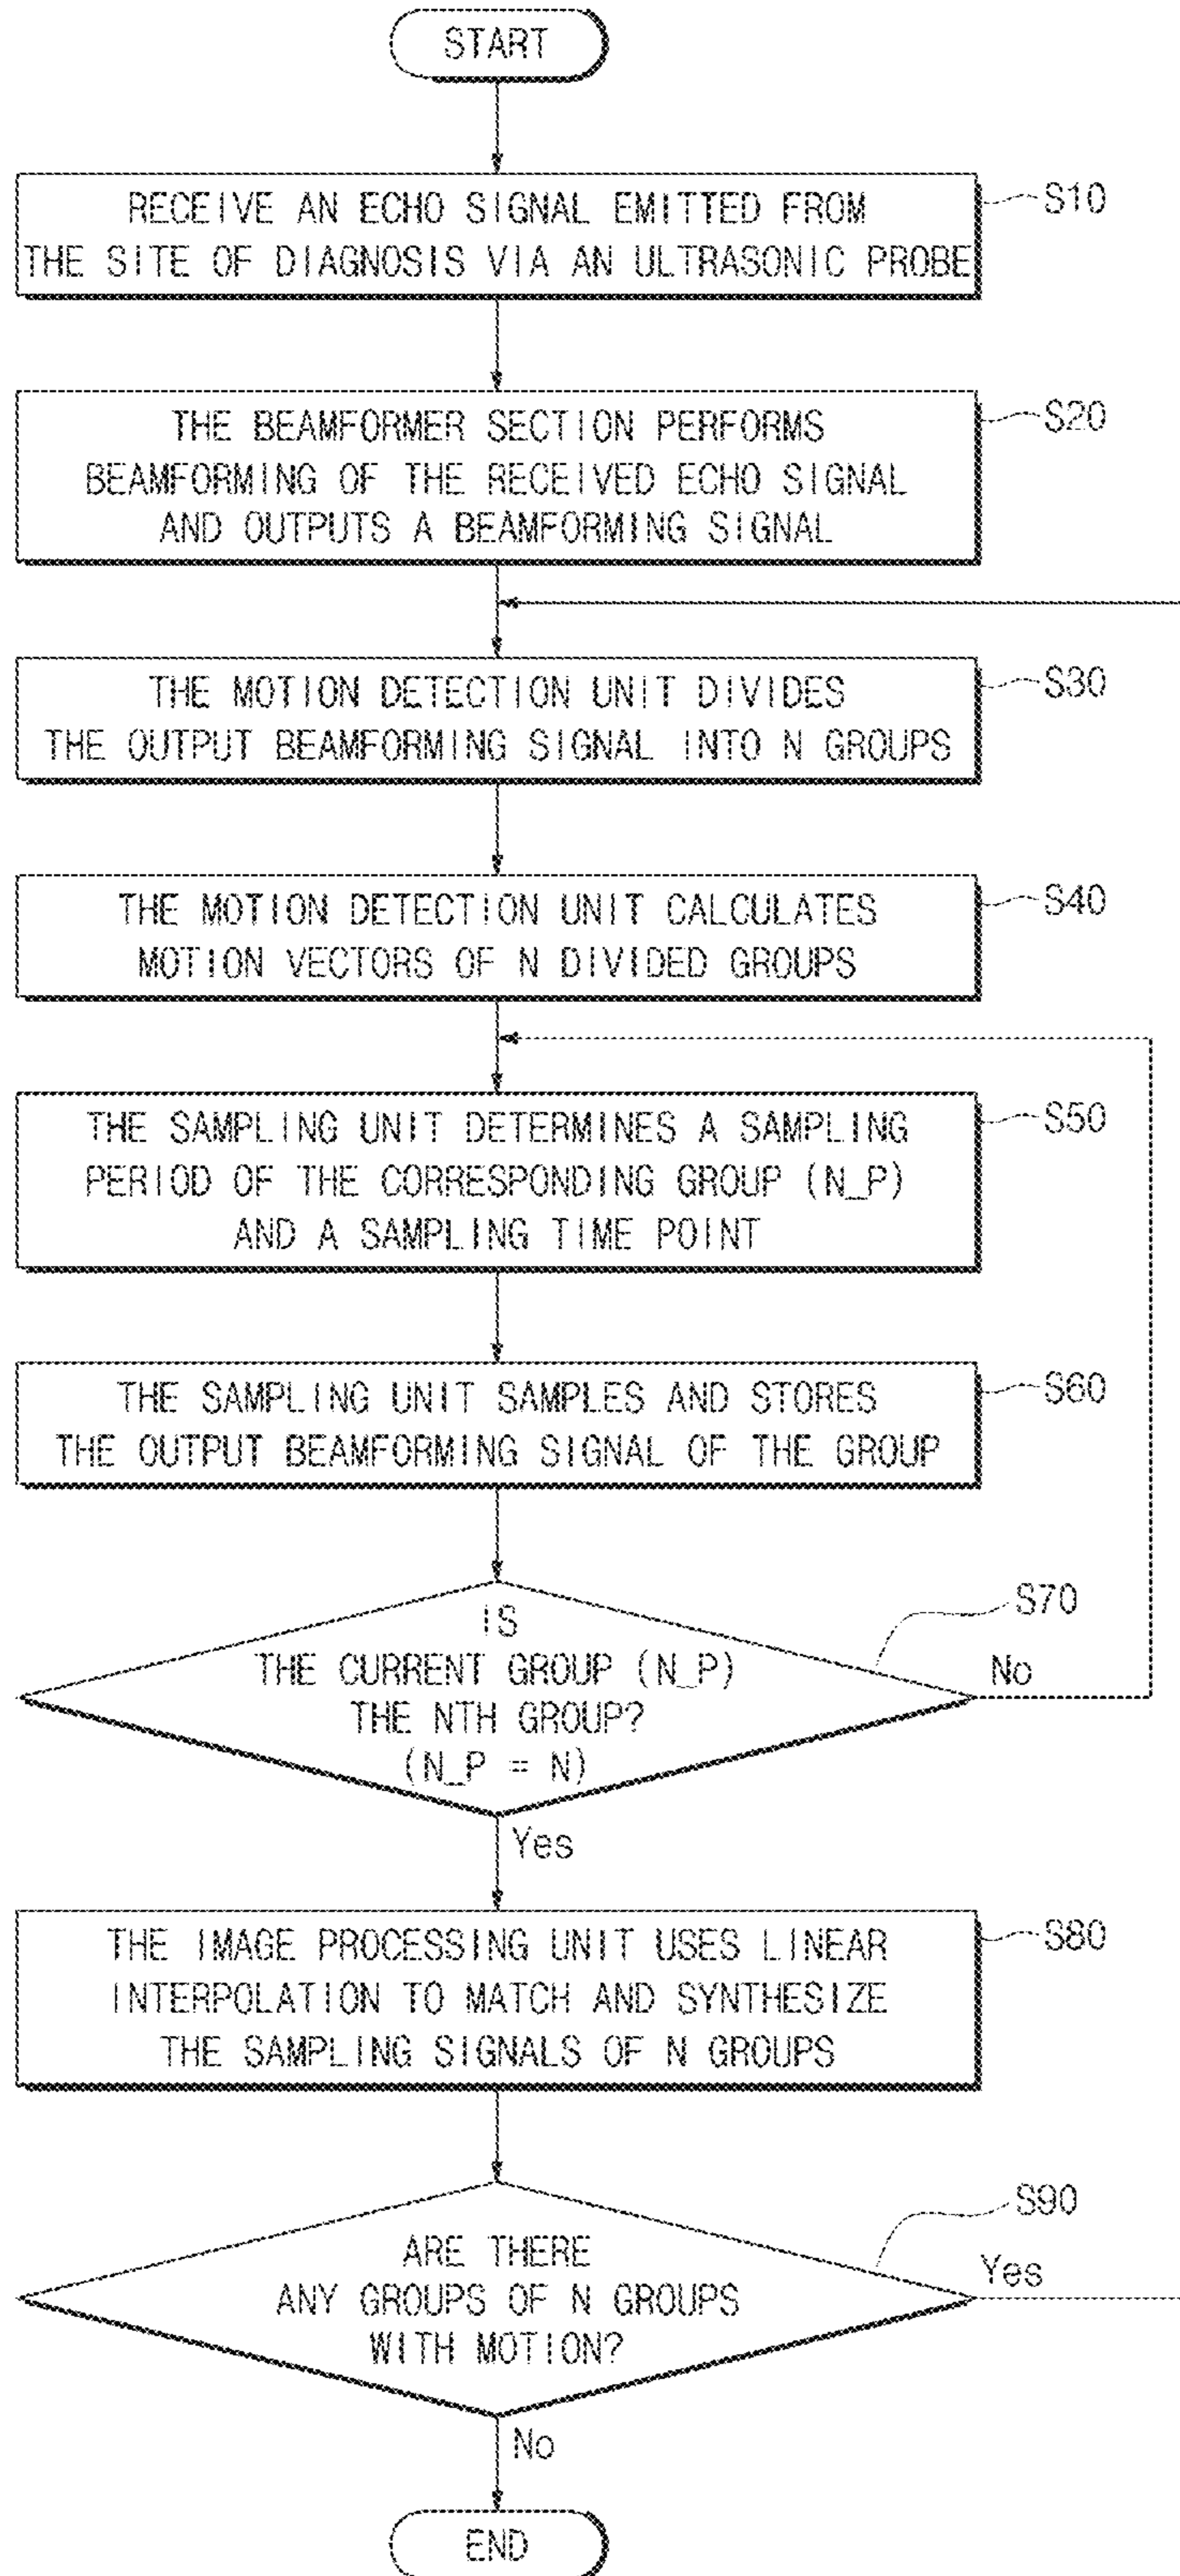 START
RECEIVE AN ECHO SIGNAL EMITTED FROM
THE SITE OF DIAGNOSIS VIA AN ULTRASONIC PROBE
S10
THE BEAMFORMER SECTION PERFORMS
BEAMFORMING OF THE RECEIVED ECHO SIGNAL
AND OUTPUTS A BEAMFORMING SIGNAL
S20
THE MOTION DETECTION UNIT DIVIDES
THE OUTPUT BEAMFORMING SIGNAL INTO N GROUPS
S30
THE MOTION DETECTION UNIT CALCULATES
MOTION VECTORS OF N DIVIDED GROUPS
S40
THE SAMPLING UNIT DETERMINES A SAMPLING
PERIOD OF THE CORRESPONDING GROUP (N_P)
AND A SAMPLING TIME POINT
S50
THE SAMPLING UNIT SAMPLES AND STORES
THE OUTPUT BEAMFORMING SIGNAL OF THE GROUP
S60
IS
THE CURRENT GROUP (N_P)
THE NTH GROUP?
(N_P = N)
S70
No
Yes
THE IMAGE PROCESSING UNIT USES LINEAR
INTERPOLATION TO MATCH AND SYNTHESIZE
THE SAMPLING SIGNALS OF N GROUPS
S80
ARE THERE
ANY GROUPS OF N GROUPS
WITH MOTION?
S90
Yes
No
END